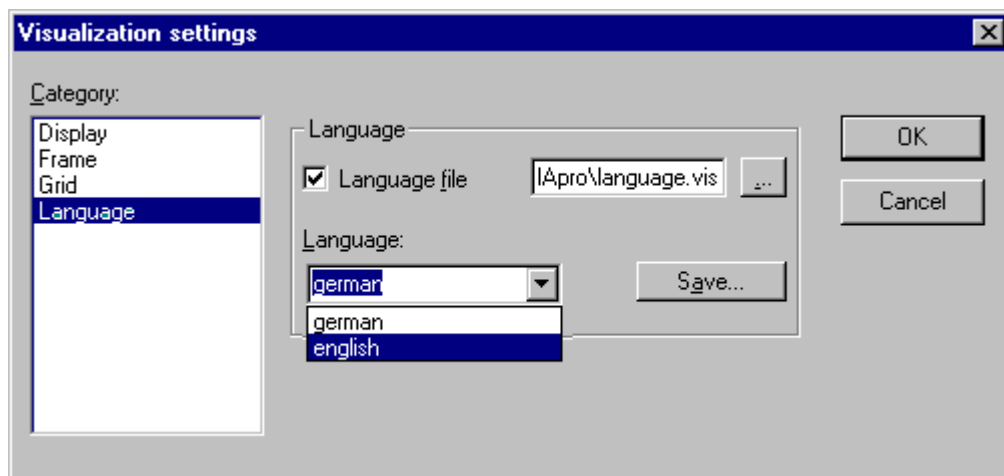 Visualization settings
Category:
Display
Frame
Grid
Language
Language
Language file
IApro\language.vis
...
Language:
german
german
english
Save...
OK
Cancel